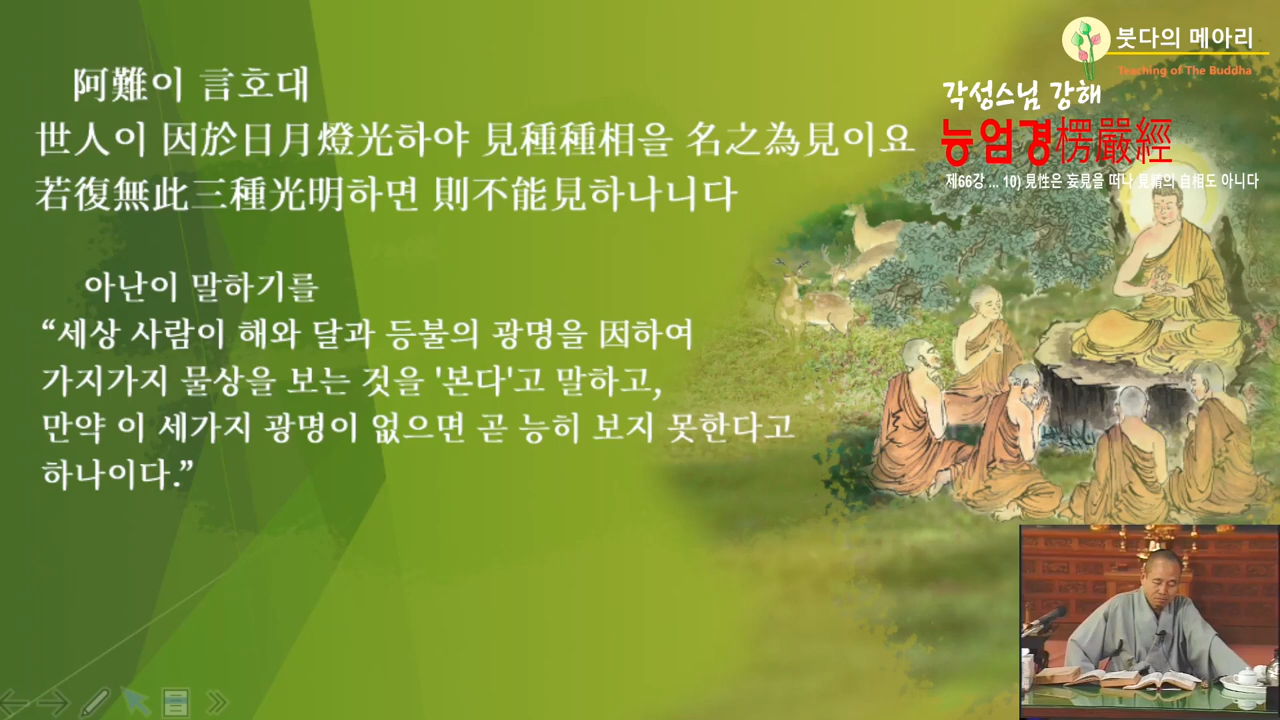 붓다의 메아리
Teaching of The Buddha
각성스님 강해
능엄경楞嚴經
제66강 ... 10) 見性은 妄見을 떠나 見精의 自相도 아니다
阿難이 言호대
世人이 因於日月燈光하야 見種種相을 名之為見이요
若復無此三種光明하면 則不能見하나니다
아난이 말하기를
“세상 사람이 해와 달과 등불의 광명을 因하여
가지가지 물상을 보는 것을 '본다'고 말하고,
만약 이 세가지 광명이 없으면 곧 능히 보지 못한다고
하나이다.”